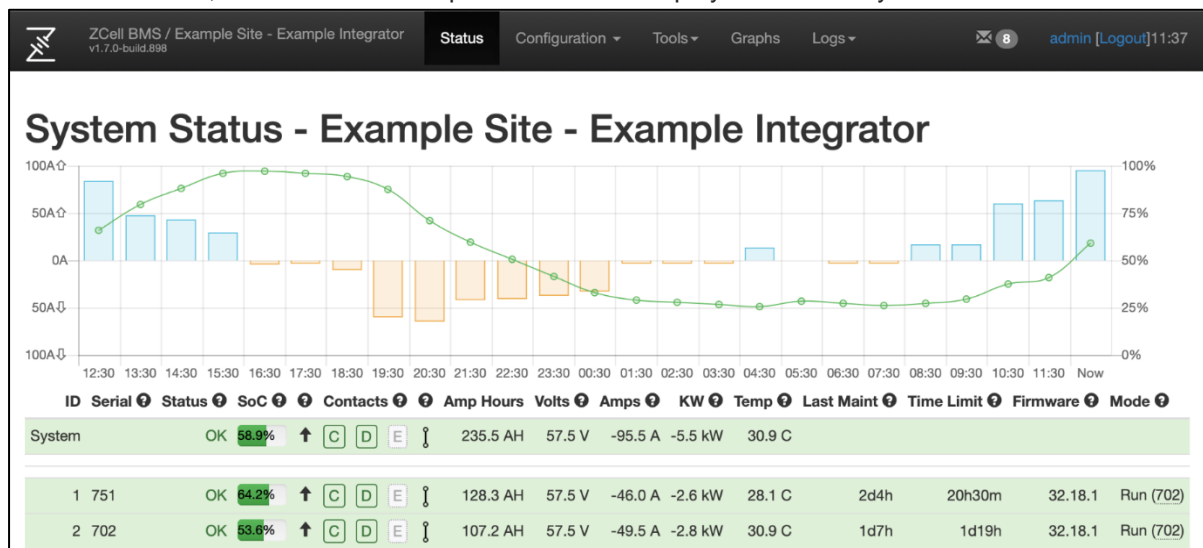 ZCell BMS / Example Site - Example Integrator
v1.7.0-build.898
Status Configuration Tools Graphs Logs 8 admin [Logout]11:37
System Status - Example Site - Example Integrator
100A⇧ 100%
50A⇧ 75%
0A 50%
50A⇩ 25%
100A⇩ 0%
12:30 13:30 14:30 15:30 16:30 17:30 18:30 19:30 20:30 21:30 22:30 23:30 00:30 01:30 02:30 03:30 04:30 05:30 06:30 07:30 08:30 09:30 10:30 11:30 Now
ID Serial ? Status ? SoC ? ? Contacts ? ? Amp Hours Volts ? Amps ? KW ? Temp ? Last Maint ? Time Limit ? Firmware ? Mode ?
System OK 58.9% C D E 235.5 AH 57.5 V -95.5 A -5.5 kW 30.9 C
1 751 OK 64.2% C D E 128.3 AH 57.5 V -46.0 A -2.6 kW 28.1 C 2d4h 20h30m 32.18.1 Run (702)
2 702 OK 53.6% C D E 107.2 AH 57.5 V -49.5 A -2.8 kW 30.9 C 1d7h 1d19h 32.18.1 Run (702)